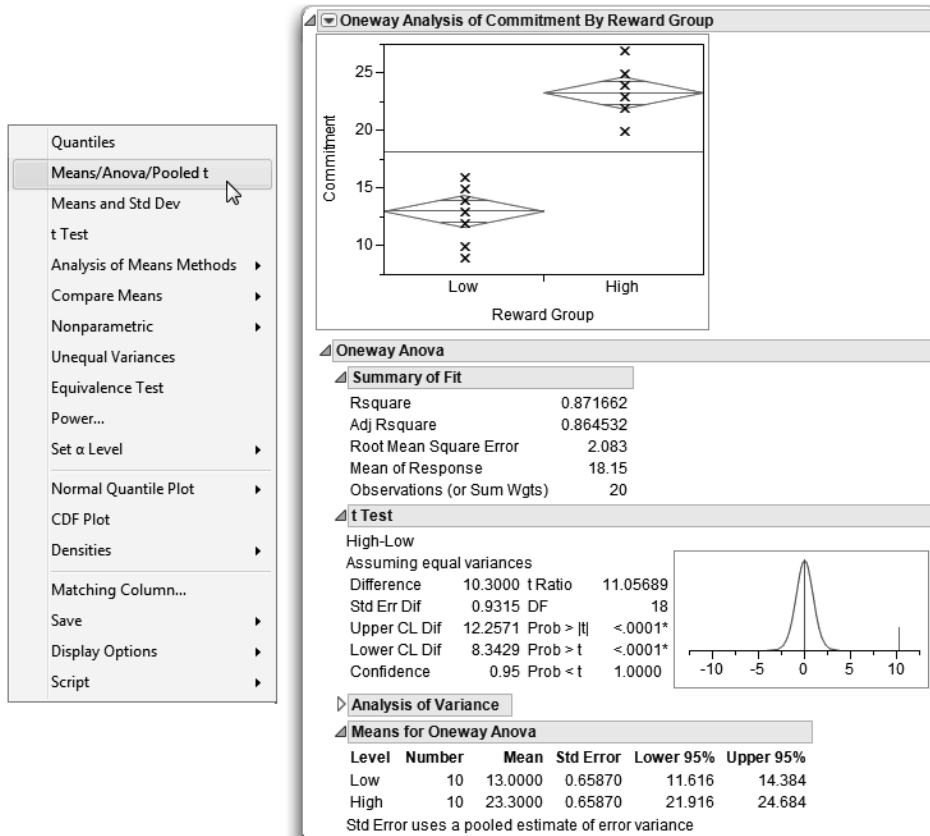 Quantiles
Means/Anova/Pooled t
Means and Std Dev
t Test
Analysis of Means Methods
Compare Means
Nonparametric
Unequal Variances
Equivalence Test
Power...
Set α Level
Normal Quantile Plot
CDF Plot
Densities
Matching Column...
Save
Display Options
Script
Oneway Analysis of Commitment By Reward Group
Commitment
25
20
15
10
Low High
Reward Group
Oneway Anova
Summary of Fit
Rsquare 0.871662
Adj Rsquare 0.864532
Root Mean Square Error 2.083
Mean of Response 18.15
Observations (or Sum Wgts) 20
t Test
High-Low
Assuming equal variances
Difference 10.3000 t Ratio 11.05689
Std Err Dif 0.9315 DF 18
Upper CL Dif 12.2571 Prob > |t| <.0001*
Lower CL Dif 8.3429 Prob > t <.0001*
Confidence 0.95 Prob < t 1.0000
-10 -5 0 5 10
Analysis of Variance
Means for Oneway Anova
Level Number Mean Std Error Lower 95% Upper 95%
Low 10 13.0000 0.65870 11.616 14.384
High 10 23.3000 0.65870 21.916 24.684
Std Error uses a pooled estimate of error variance